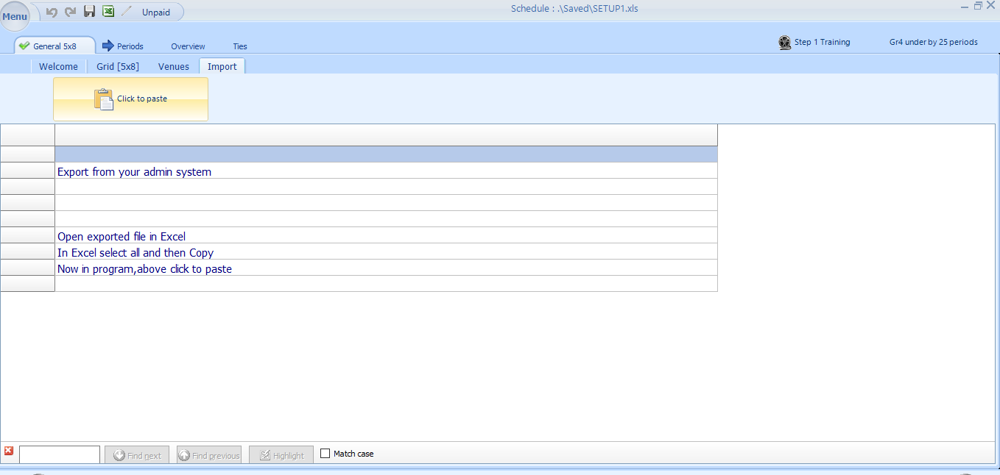 Menu
Unpaid
Schedule : .\Saved\SETUP1.xls
General 5x8
Periods
Overview
Ties
Step 1 Training
Gr4 under by 25 periods
Welcome
Grid [5x8]
Venues
Import
Click to paste
Export from your admin system
Open exported file in Excel
In Excel select all and then Copy
Now in program,above click to paste
Find next
Find previous
Highlight
Match case